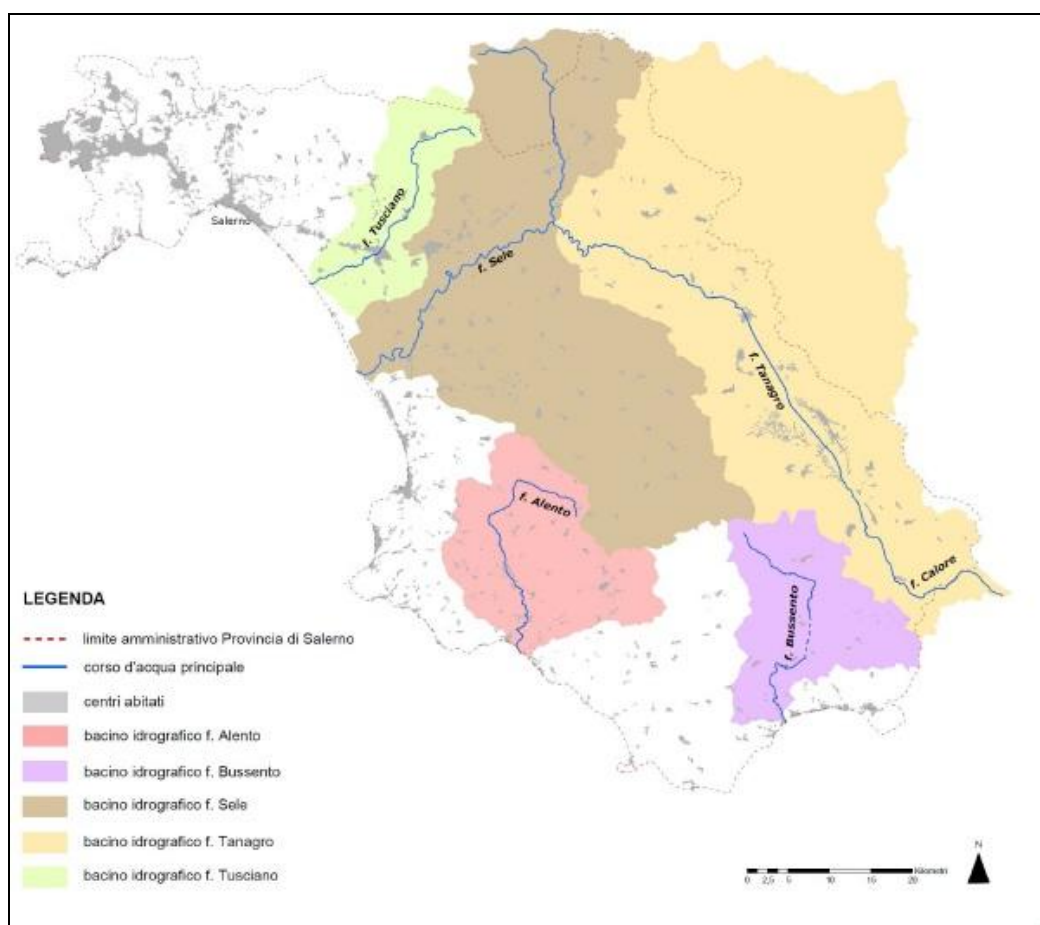 Salerno
f. Tusciano
f. Sele
f. Tanagro
f. Alento
f. Calore
f. Bussento
LEGENDA
limite amministrativo Provincia di Salerno
corso d'acqua principale
centri abitati
bacino idrografico f. Alento
bacino idrografico f. Bussento
bacino idrografico f. Sele
bacino idrografico f. Tanagro
bacino idrografico f. Tusciano
N
Kilometri
0 2,5 5 10 15 20